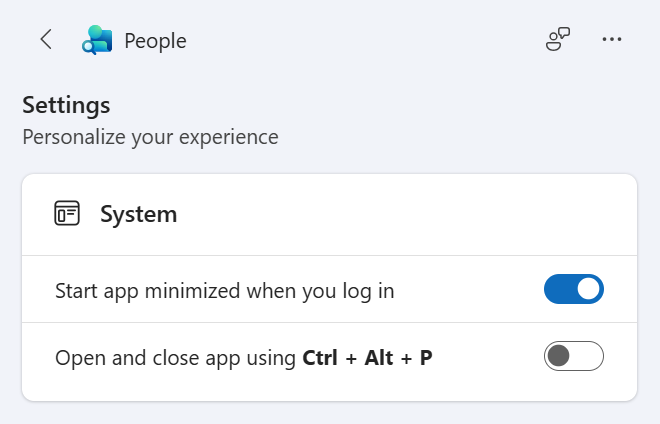 People
Settings
Personalize your experience
System
Start app minimized when you log in
Open and close app using Ctrl + Alt + P